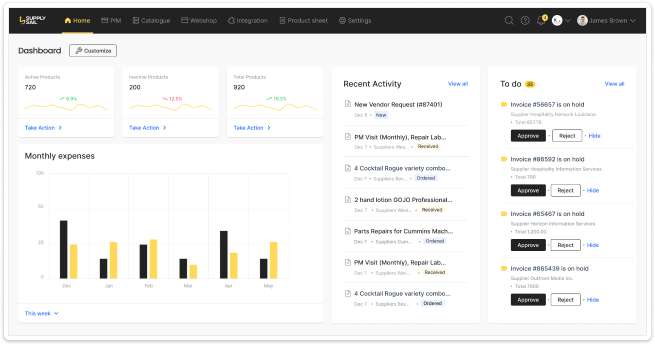 SUPPLY SAIL
Home
PIM
Catalogue
Webshop
Integration
Product sheet
Settings
4
K.
James Brown
Dashboard
Customize
Active Products
720
9.9%
Take Action
Inactive Products
200
12.5%
Take Action
Total Products
920
19.3%
Take Action
Monthly expenses
100
50
25
0
Dec
Jan
Feb
Mar
Apr
May
This week
Recent Activity
View all
New Vendor Request (#87401)
Dec 8 • New
PM Visit (Monthly), Repair Lab...
Dec 7 • Suppliers Wes... • Received
4 Cocktail Rogue variety combo...
Dec 7 • Suppliers Bev... • Ordered
2 hand lotion GOJO Professional...
Dec 7 • Suppliers West... • Received
Parts Repairs for Cummins Mach...
Dec 7 • Suppliers Cum... • Ordered
PM Visit (Monthly), Repair Lab...
Dec 7 • Suppliers Wes... • Received
4 Cocktail Rogue variety combo...
Dec 7 • Suppliers Bev... • Ordered
To do
View all
Invoice #56657 is on hold
Supplier Hospitality Network Louisiana
• Total 857.78
Approve • Reject • Hide
Invoice #86592 is on hold
Supplier Hospitality Information Services
• Total 700
Approve • Reject • Hide
Invoice #65467 is on hold
Supplier Horizon Information Services
• Total 1,200.00
Approve • Reject • Hide
Invoice #865439 is on hold
Supplier Outfront Media Inc.
• Total 7000
Approve • Reject • Hide